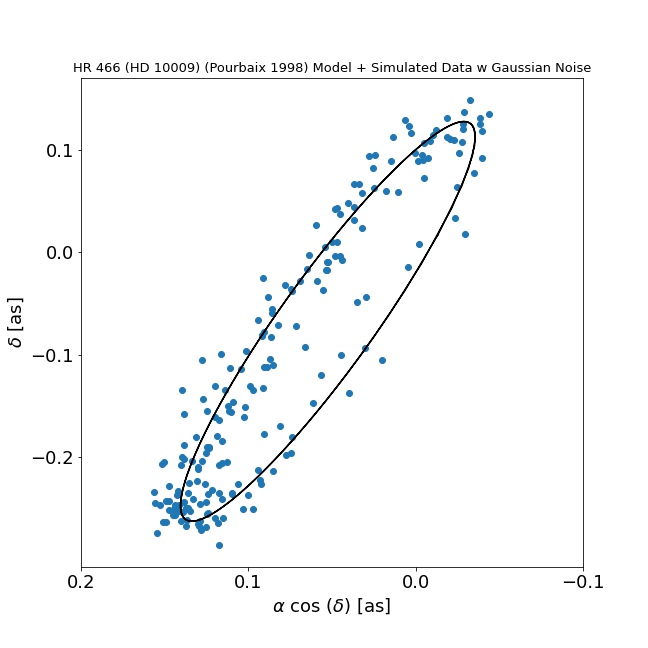 HR 466 (HD 10009) (Pourbaix 1998) Model + Simulated Data w Gaussian Noise
0.1
0.0
−0.1
−0.2
δ [as]
0.2
0.1
0.0
−0.1
α cos (δ) [as]